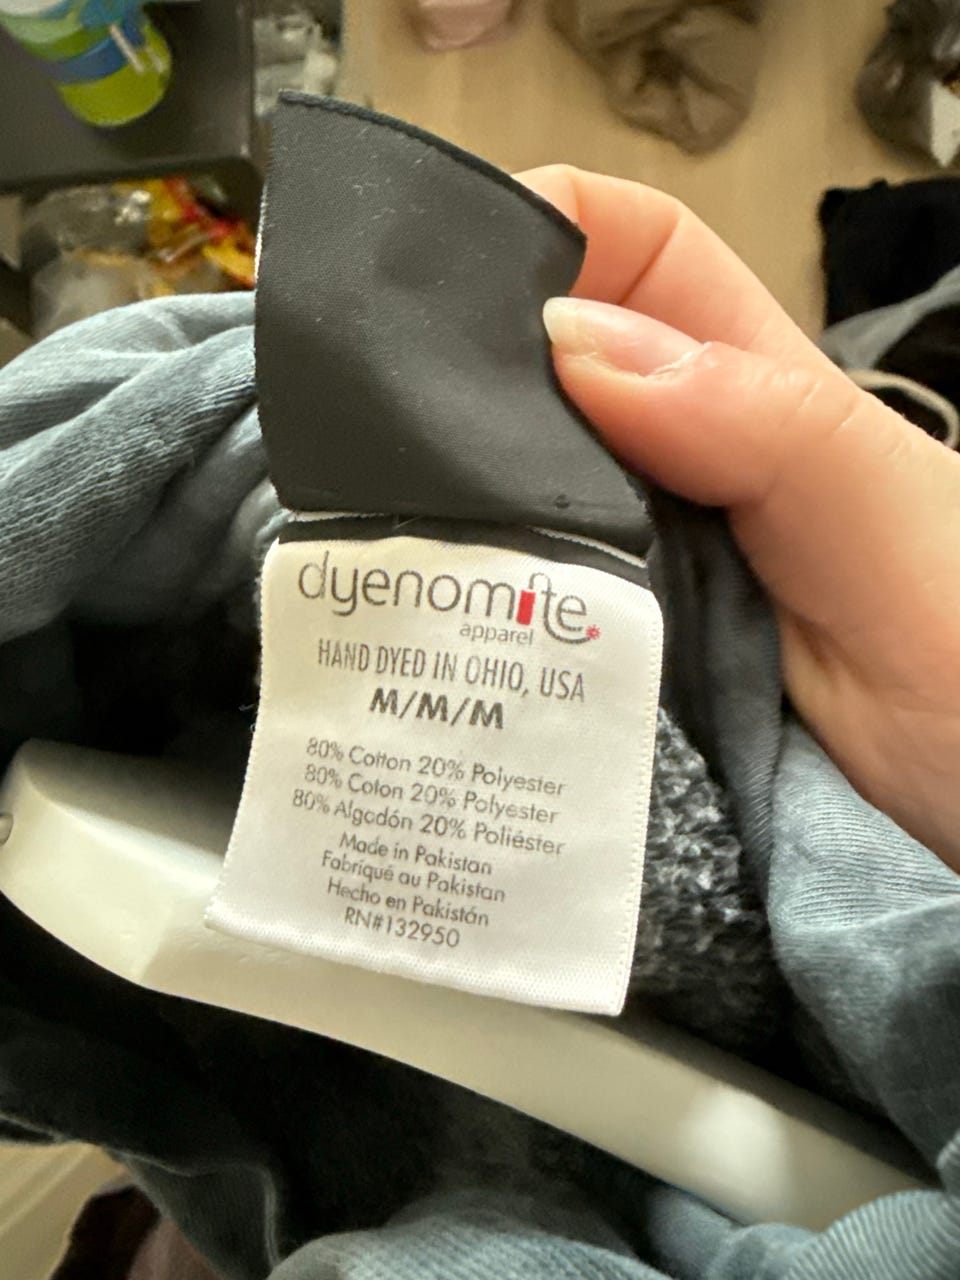 dyenomite
apparel
HAND DYED IN OHIO, USA
M/M/M
80% Cotton 20% Polyester
80% Coton 20% Polyester
80% Algodón 20% Poliéster
Made in Pakistan
Fabriqué au Pakistan
Hecho en Pakistán
RN#132950